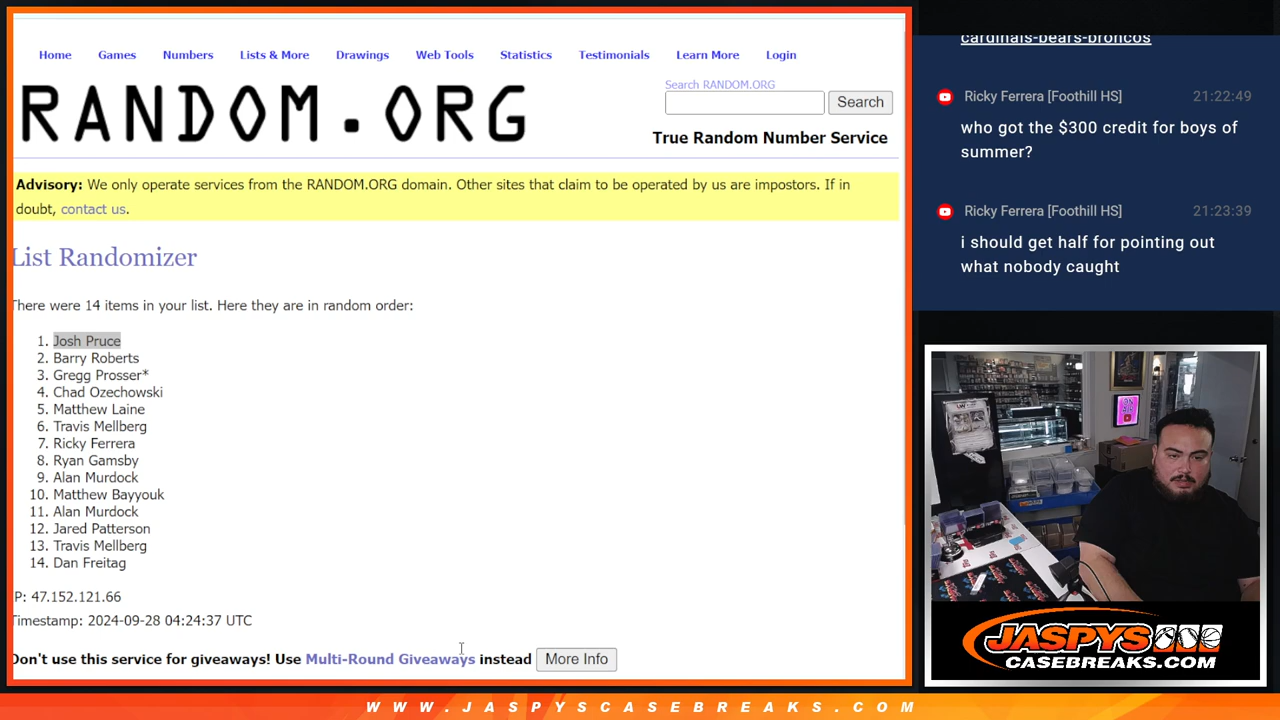 Home Games Numbers Lists & More Drawings Web Tools Statistics Testimonials Learn More Login
RANDOM.ORG
Search RANDOM.ORG
Search
True Random Number Service
Advisory: We only operate services from the RANDOM.ORG domain. Other sites that claim to be operated by us are impostors. If in
doubt, contact us.
List Randomizer
There were 14 items in your list. Here they are in random order:
1. Josh Pruce
2. Barry Roberts
3. Gregg Prosser*
4. Chad Ozechowski
5. Matthew Laine
6. Travis Mellberg
7. Ricky Ferrera
8. Ryan Gamsby
9. Alan Murdock
10. Matthew Bayyouk
11. Alan Murdock
12. Jared Patterson
13. Travis Mellberg
14. Dan Freitag
IP: 47.152.121.66
Timestamp: 2024-09-28 04:24:37 UTC
Don't use this service for giveaways! Use Multi-Round Giveaways instead More Info
cardinals-bears-broncos
Ricky Ferrera [Foothill HS] 21:22:49
who got the $300 credit for boys of
summer?
Ricky Ferrera [Foothill HS] 21:23:39
i should get half for pointing out
what nobody caught
JASPYS
CASEBREAKS.COM
WWW.JASPYSCASEBREAKS.COM